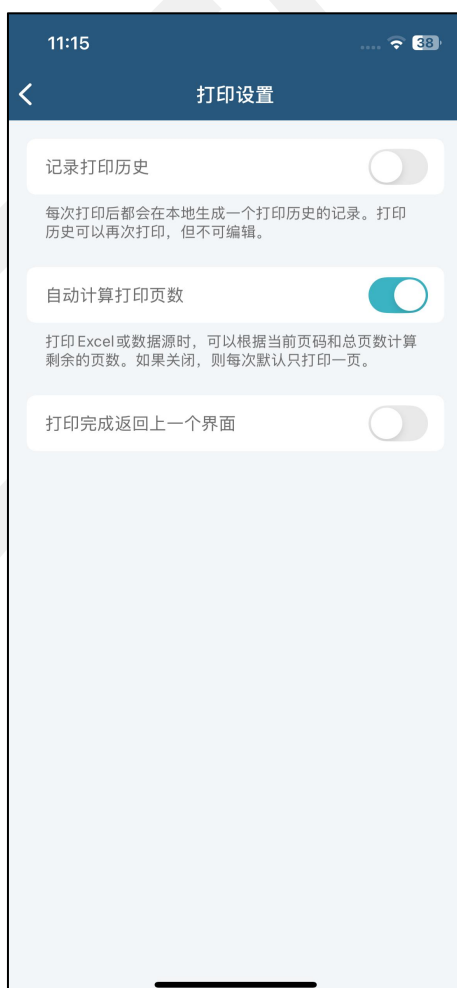 11:15
38
打印设置
记录打印历史
每次打印后都会在本地生成一个打印历史的记录。打印
历史可以再次打印，但不可编辑。
自动计算打印页数
打印Excel或数据源时，可以根据当前页码和总页数计算
剩余的页数。如果关闭，则每次默认只打印一页。
打印完成返回上一个界面